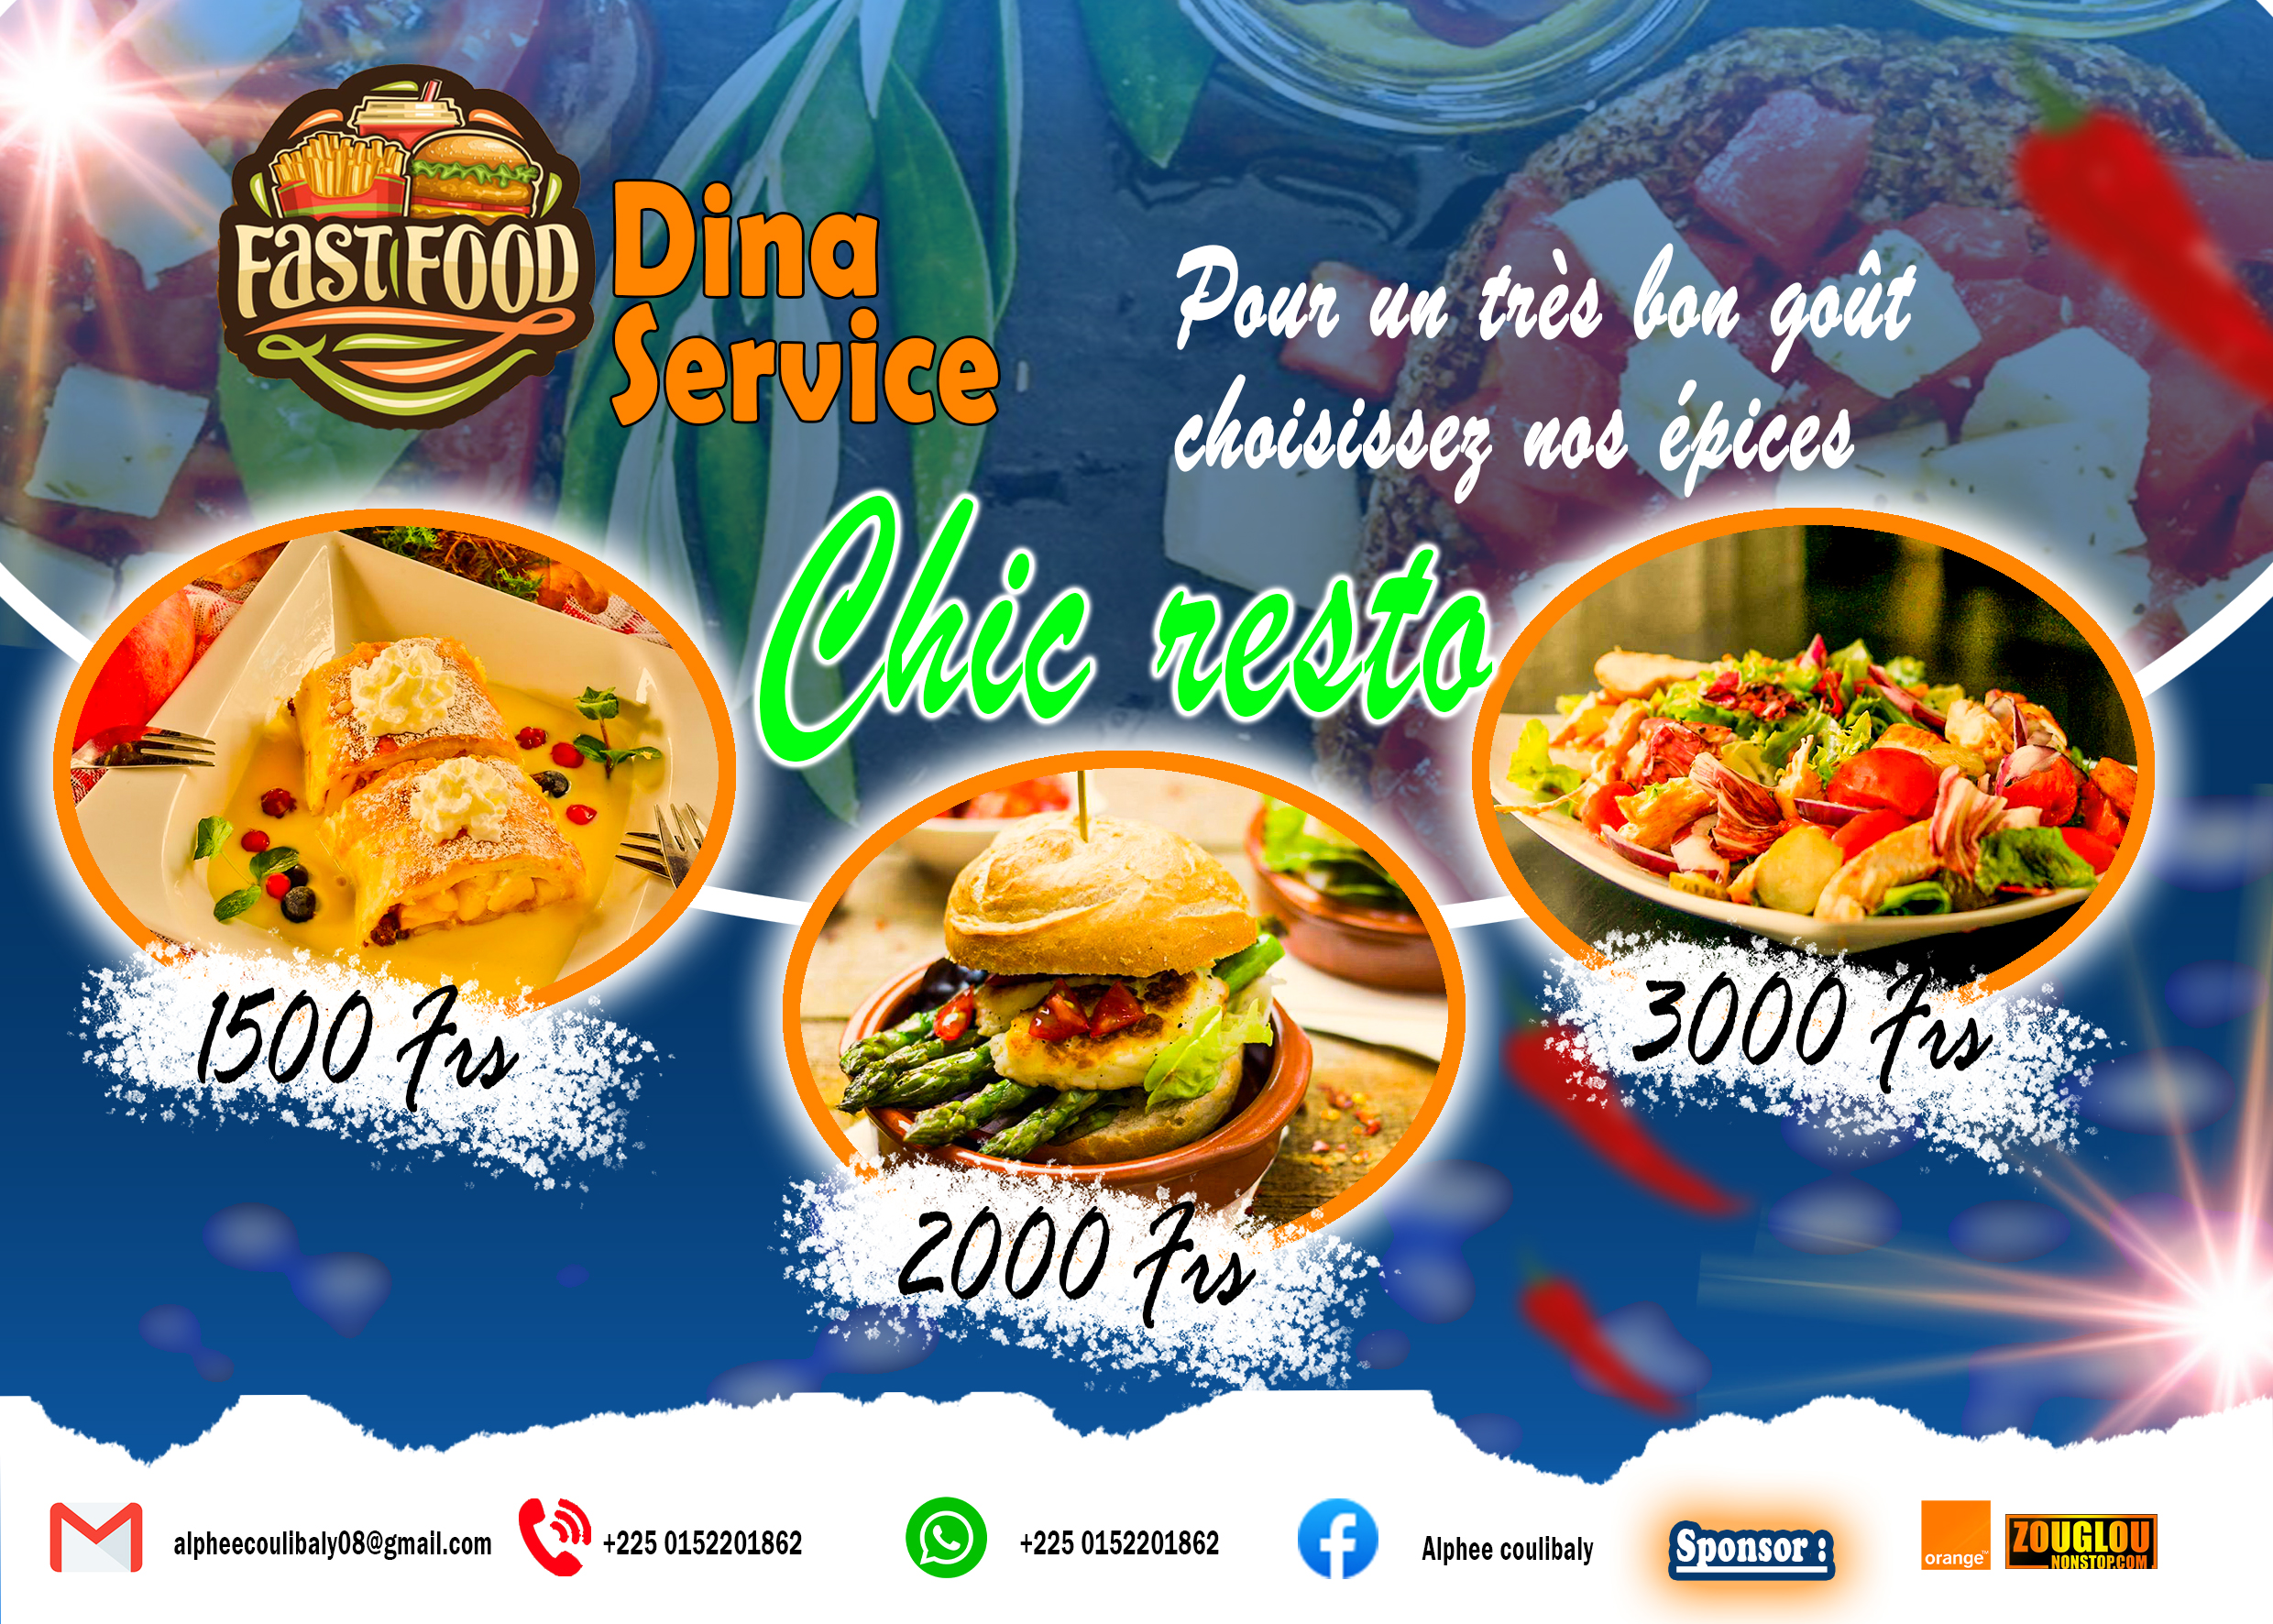 FAST FOOD
Dina
Service
Pour un très bon goût
choisissez nos épices
Chic resto
1500 Frs
2000 Frs
3000 Frs
alpheecoulibaly08@gmail.com
+225 0152201862
+225 0152201862
Alphee coulibaly
Sponsor :
orange™
ZOUGLOU
NONSTOP.COM